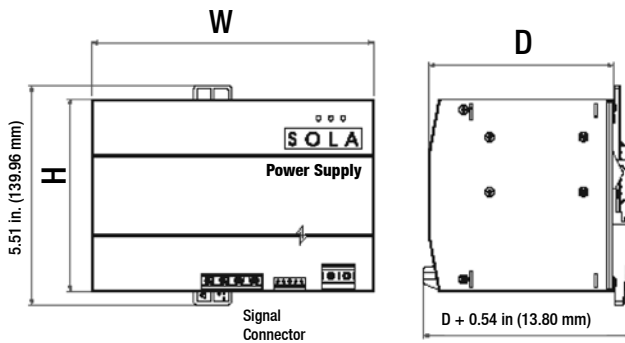 W
D
5.51 in. (139.96 mm)
H
SOLA
Power Supply
Signal
Connector
D + 0.54 in (13.80 mm)